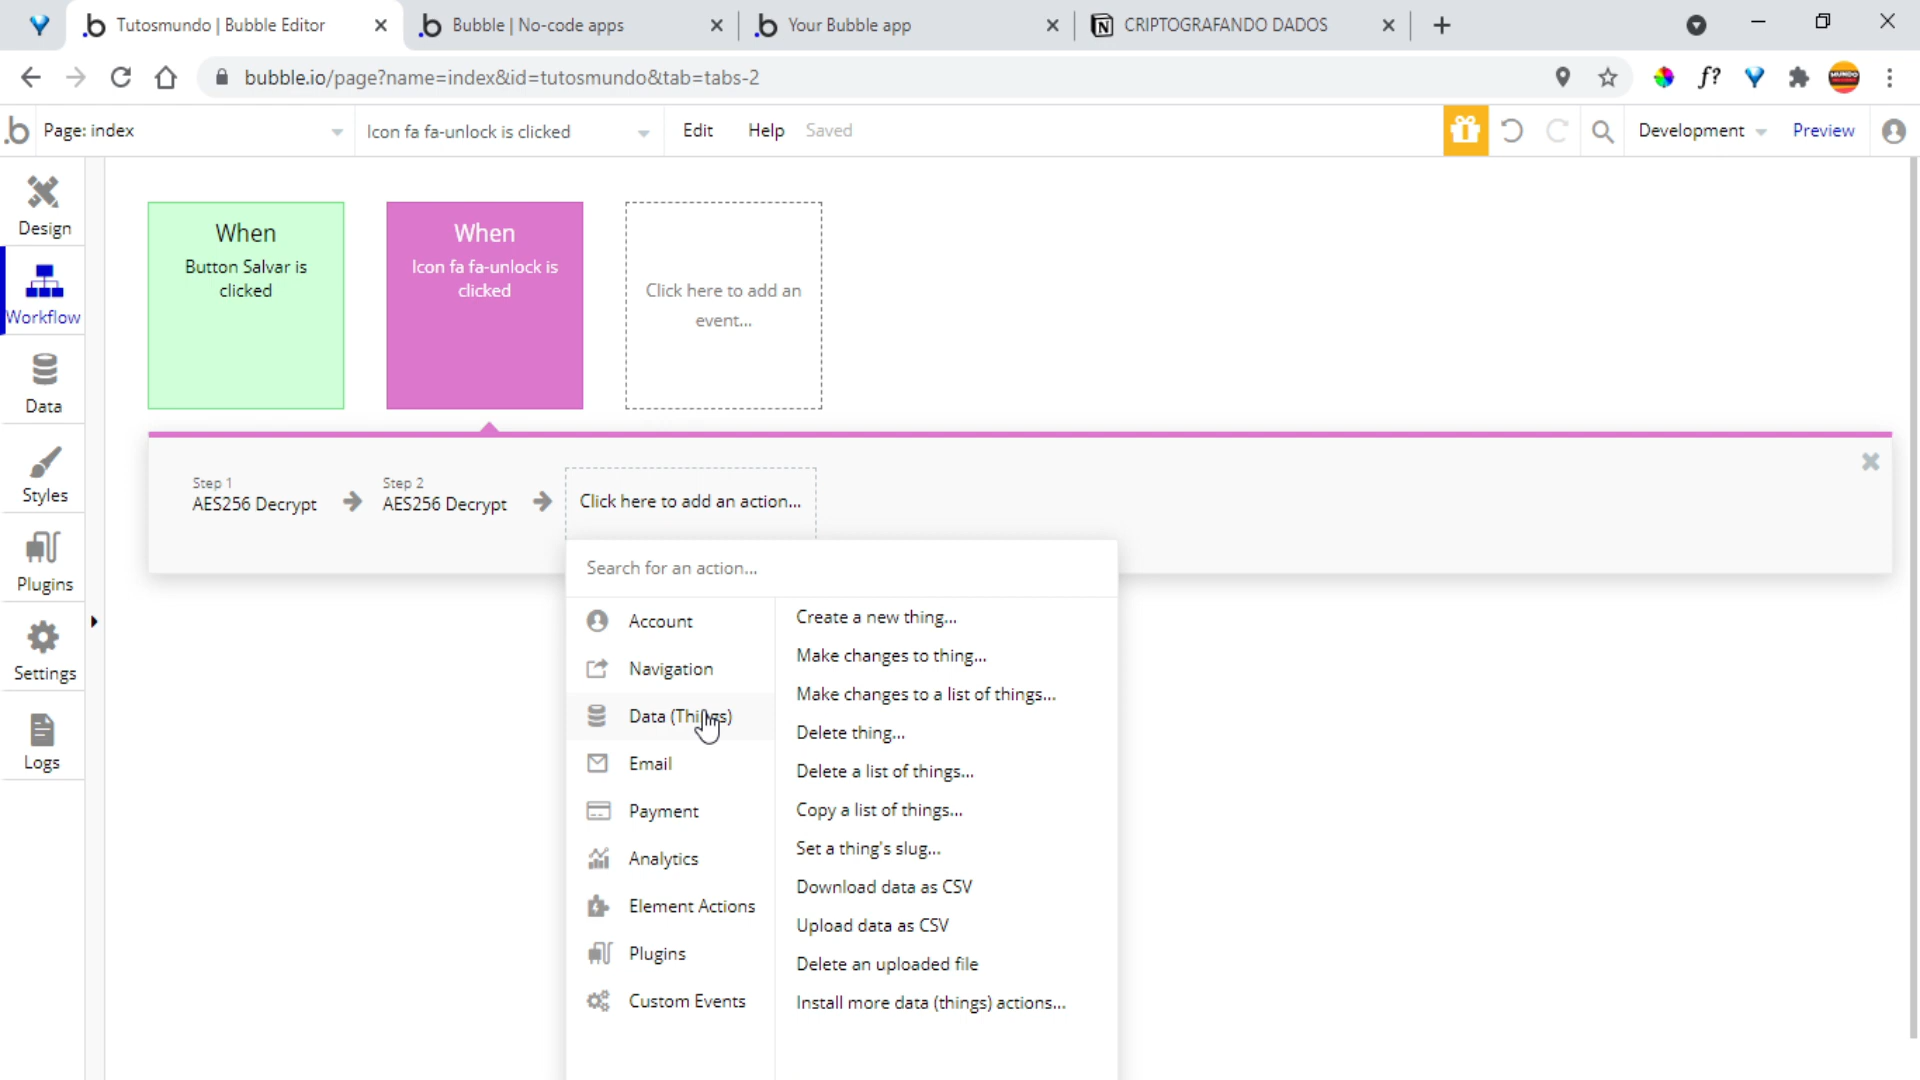 Tutosmundo | Bubble Editor
Bubble | No-code apps
Your Bubble app
CRIPTOGRAFANDO DADOS
bubble.io/page?name=index&id=tutosmundo&tab=tabs-2
f?
Page: index
Icon fa fa-unlock is clicked
Edit
Help
Saved
Development
Preview
Design
Workflow
Data
Styles
Plugins
Settings
Logs
When
Button Salvar is
clicked
When
Icon fa fa-unlock is
clicked
Click here to add an
event...
Step 1
AES256 Decrypt
Step 2
AES256 Decrypt
Click here to add an action...
Search for an action...
Account
Navigation
Data (Things)
Email
Payment
Analytics
Element Actions
Plugins
Custom Events
Create a new thing...
Make changes to thing...
Make changes to a list of things...
Delete thing...
Delete a list of things...
Copy a list of things...
Set a thing's slug...
Download data as CSV
Upload data as CSV
Delete an uploaded file
Install more data (things) actions...